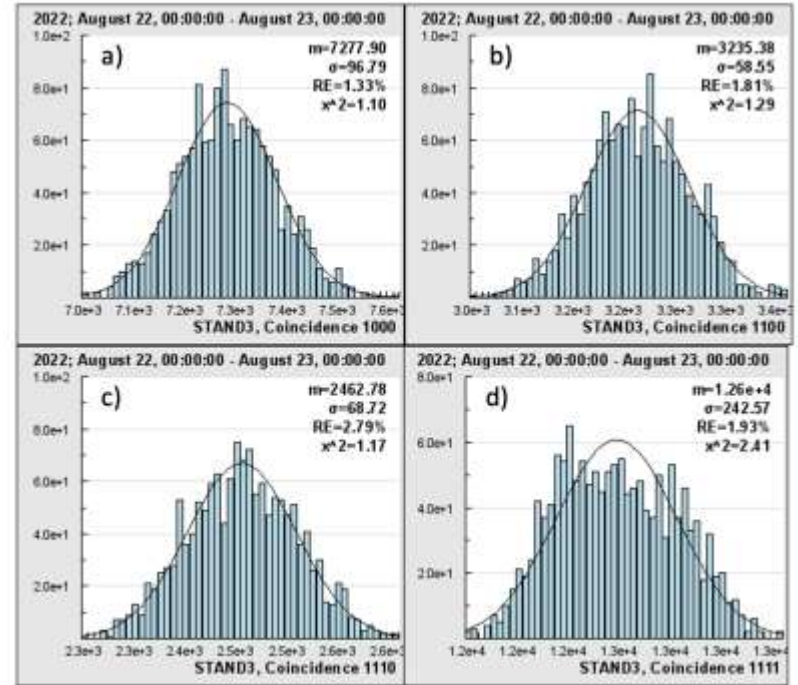 2022; August 22, 00:00:00 - August 23, 00:00:00
a)
m=7277.90
σ=96.79
RE=1.33%
x^2=1.10
1.0e+2
8.0e+1
6.0e+1
4.0e+1
2.0e+1
7.0e+3 7.1e+3 7.2e+3 7.3e+3 7.4e+3 7.5e+3 7.6e+3
STAND3, Coincidence 1000
2022; August 22, 00:00:00 - August 23, 00:00:00
b)
m=3235.38
σ=58.55
RE=1.81%
x^2=1.29
1.0e+2
8.0e+1
6.0e+1
4.0e+1
2.0e+1
3.0e+3 3.1e+3 3.2e+3 3.2e+3 3.3e+3 3.3e+3 3.4e+3
STAND3, Coincidence 1100
2022; August 22, 00:00:00 - August 23, 00:00:00
c)
m=2462.78
σ=68.72
RE=2.79%
x^2=1.17
1.0e+2
8.0e+1
6.0e+1
4.0e+1
2.0e+1
2.3e+3 2.3e+3 2.4e+3 2.5e+3 2.5e+3 2.6e+3 2.6e+3
STAND3, Coincidence 1110
2022; August 22, 00:00:00 - August 23, 00:00:00
d)
m=1.26e+4
σ=242.57
RE=1.93%
x^2=2.41
8.0e+1
6.0e+1
4.0e+1
2.0e+1
1.2e+4 1.2e+4 1.2e+4 1.3e+4 1.3e+4 1.3e+4 1.3e+4
STAND3, Coincidence 1111